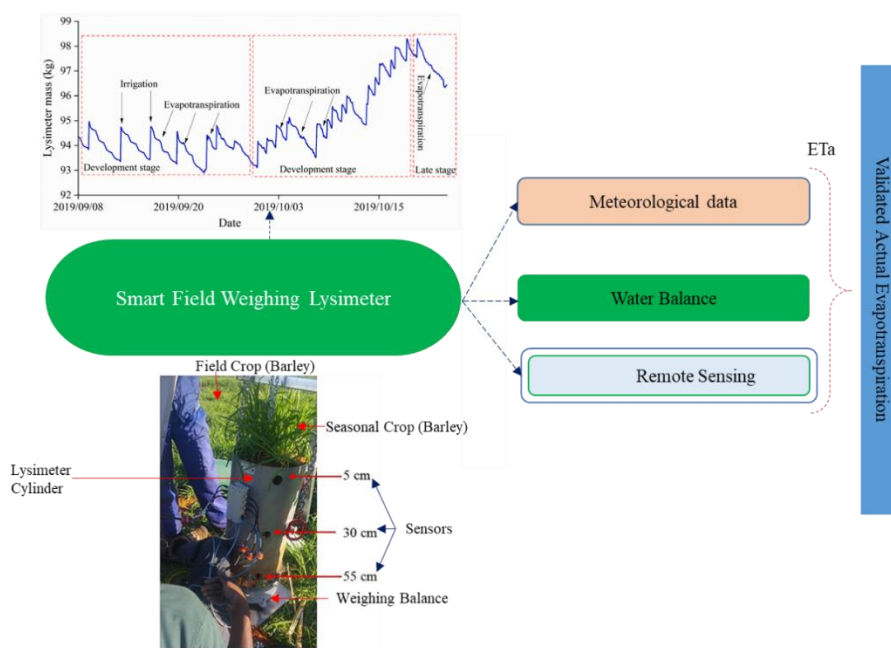 99
98
97
96
95
94
93
92
Lysimeter mass (kg)
Irrigation
Evapotranspiration
Evapotranspiration
Evapotranspiration
Development stage
Development stage
Late stage
2019/09/08
2019/09/20
2019/10/03
2019/10/15
Date
Smart Field Weighing Lysimeter
Meteorological data
Water Balance
Remote Sensing
ETa
Validated Actual Evapotranspiration
Field Crop (Barley)
Seasonal Crop (Barley)
Lysimeter
Cylinder
5 cm
30 cm
55 cm
Sensors
Weighing Balance